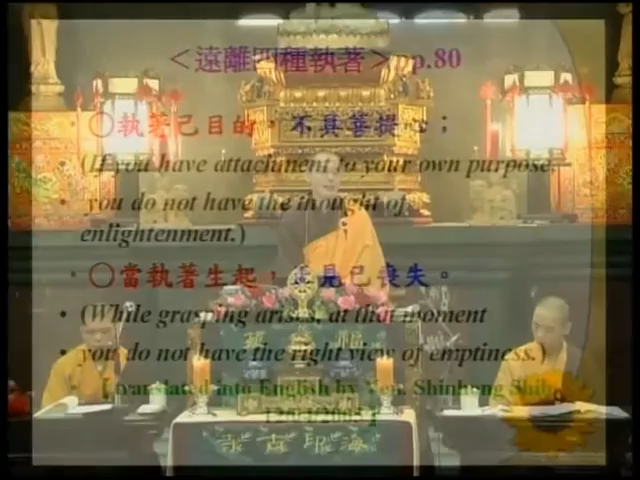 ＜遠離四種執著＞ p.80
○執著己目的，不具菩提心；
(If you have attachment to your own purpose,
you do not have the thought of
enlightenment.)
○當執著生起，正見已喪失。
(While grasping arises, at that moment
you do not have the right view of emptiness.)
[translated into English by Ven. Shinheng Shih